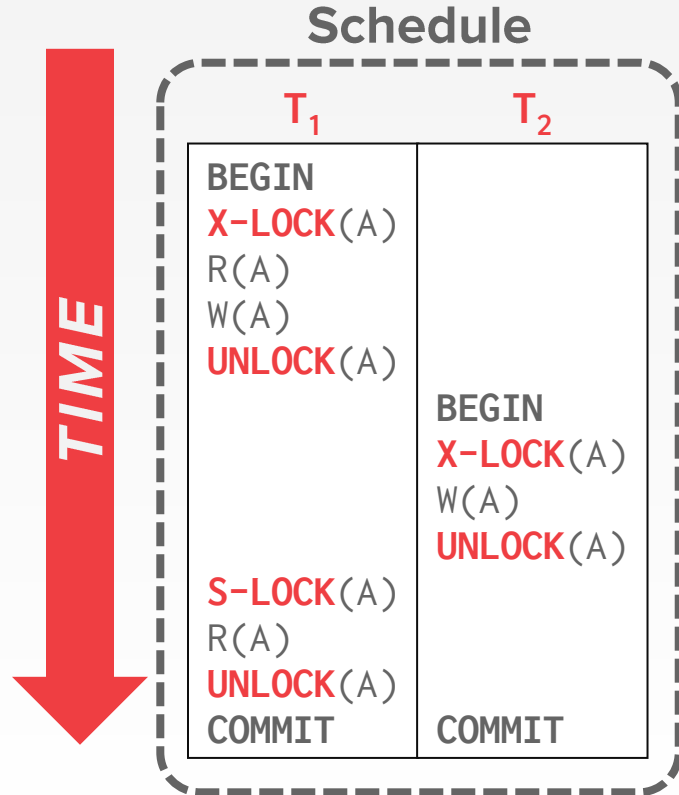 Schedule
TIME
T1 T2
BEGIN
X-LOCK(A)
R(A)
W(A)
UNLOCK(A)
BEGIN
X-LOCK(A)
W(A)
UNLOCK(A)
S-LOCK(A)
R(A)
UNLOCK(A)
COMMIT COMMIT